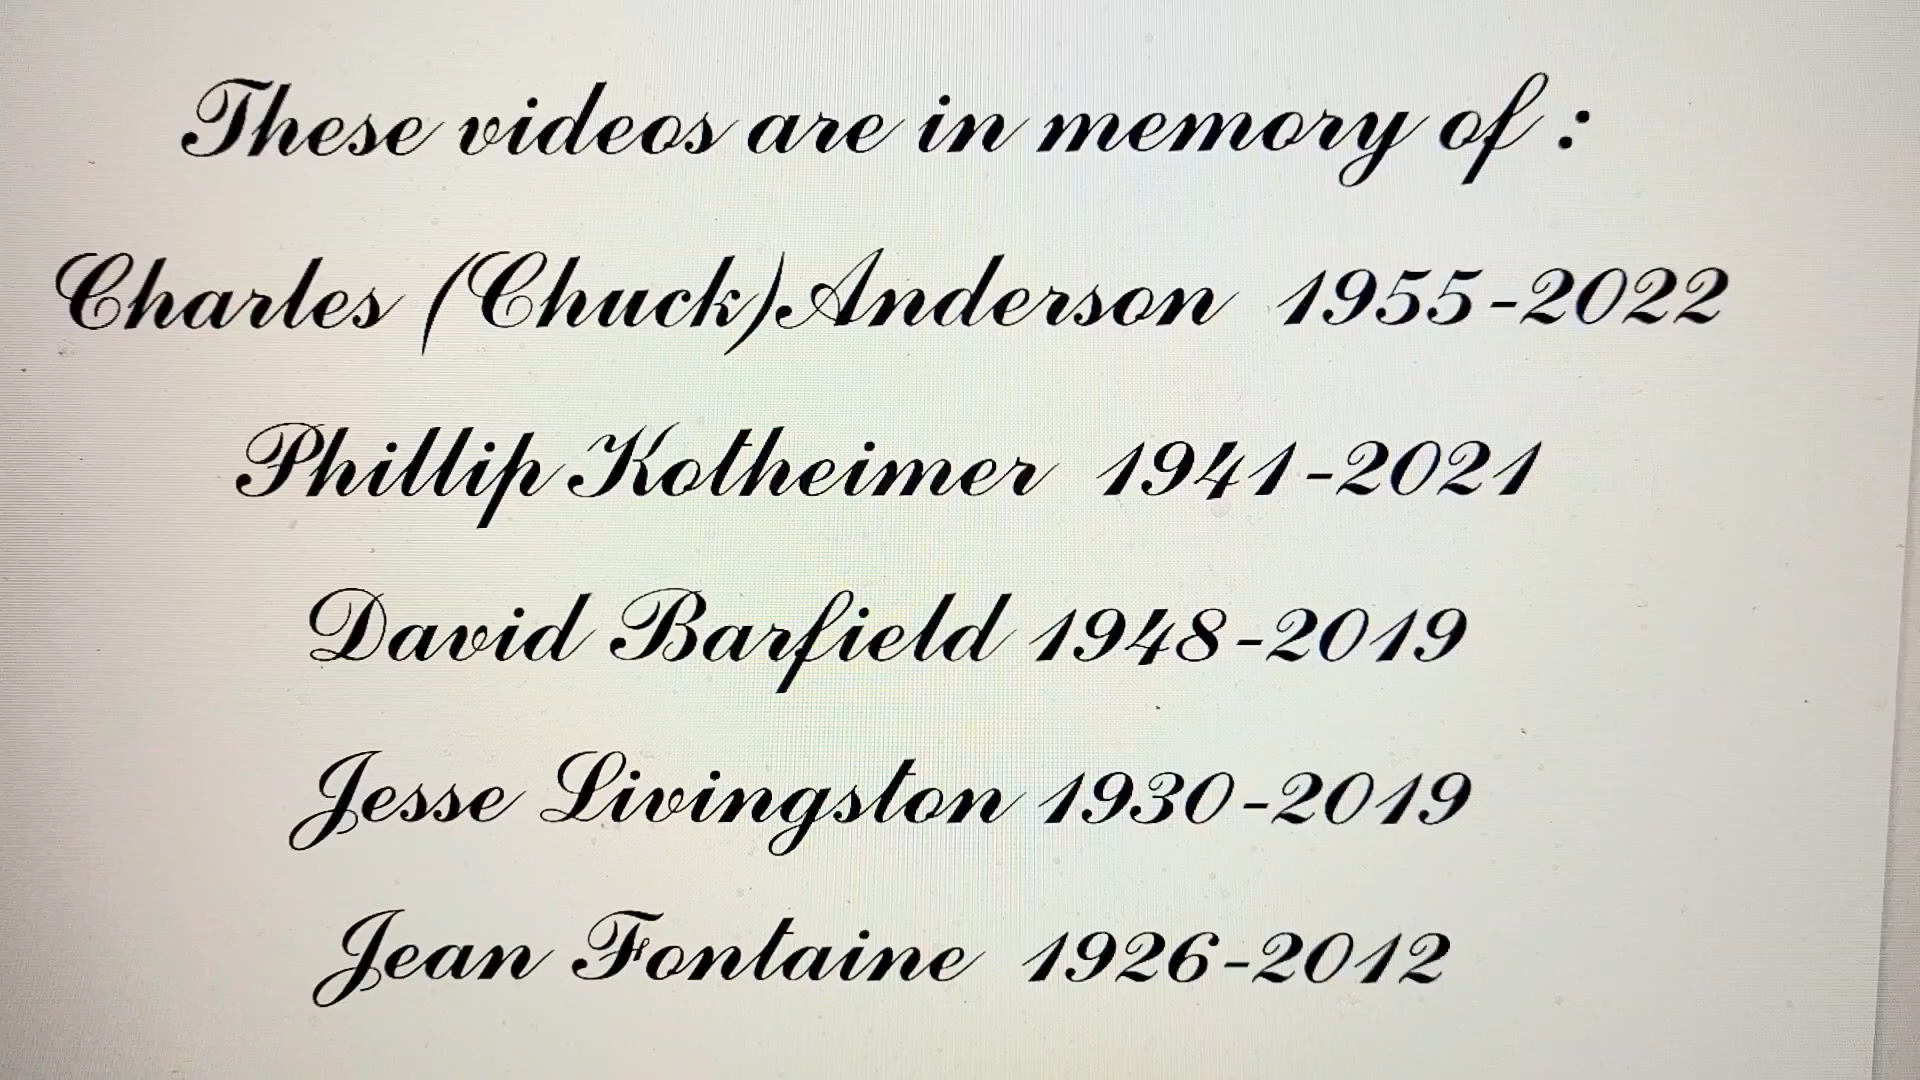 These videos are in memory of :
Charles (Chuck) Anderson 1955-2022
Phillip Kotheimer 1941-2021
David Barfield 1948-2019
Jesse Livingston 1930-2019
Jean Fontaine 1926-2012